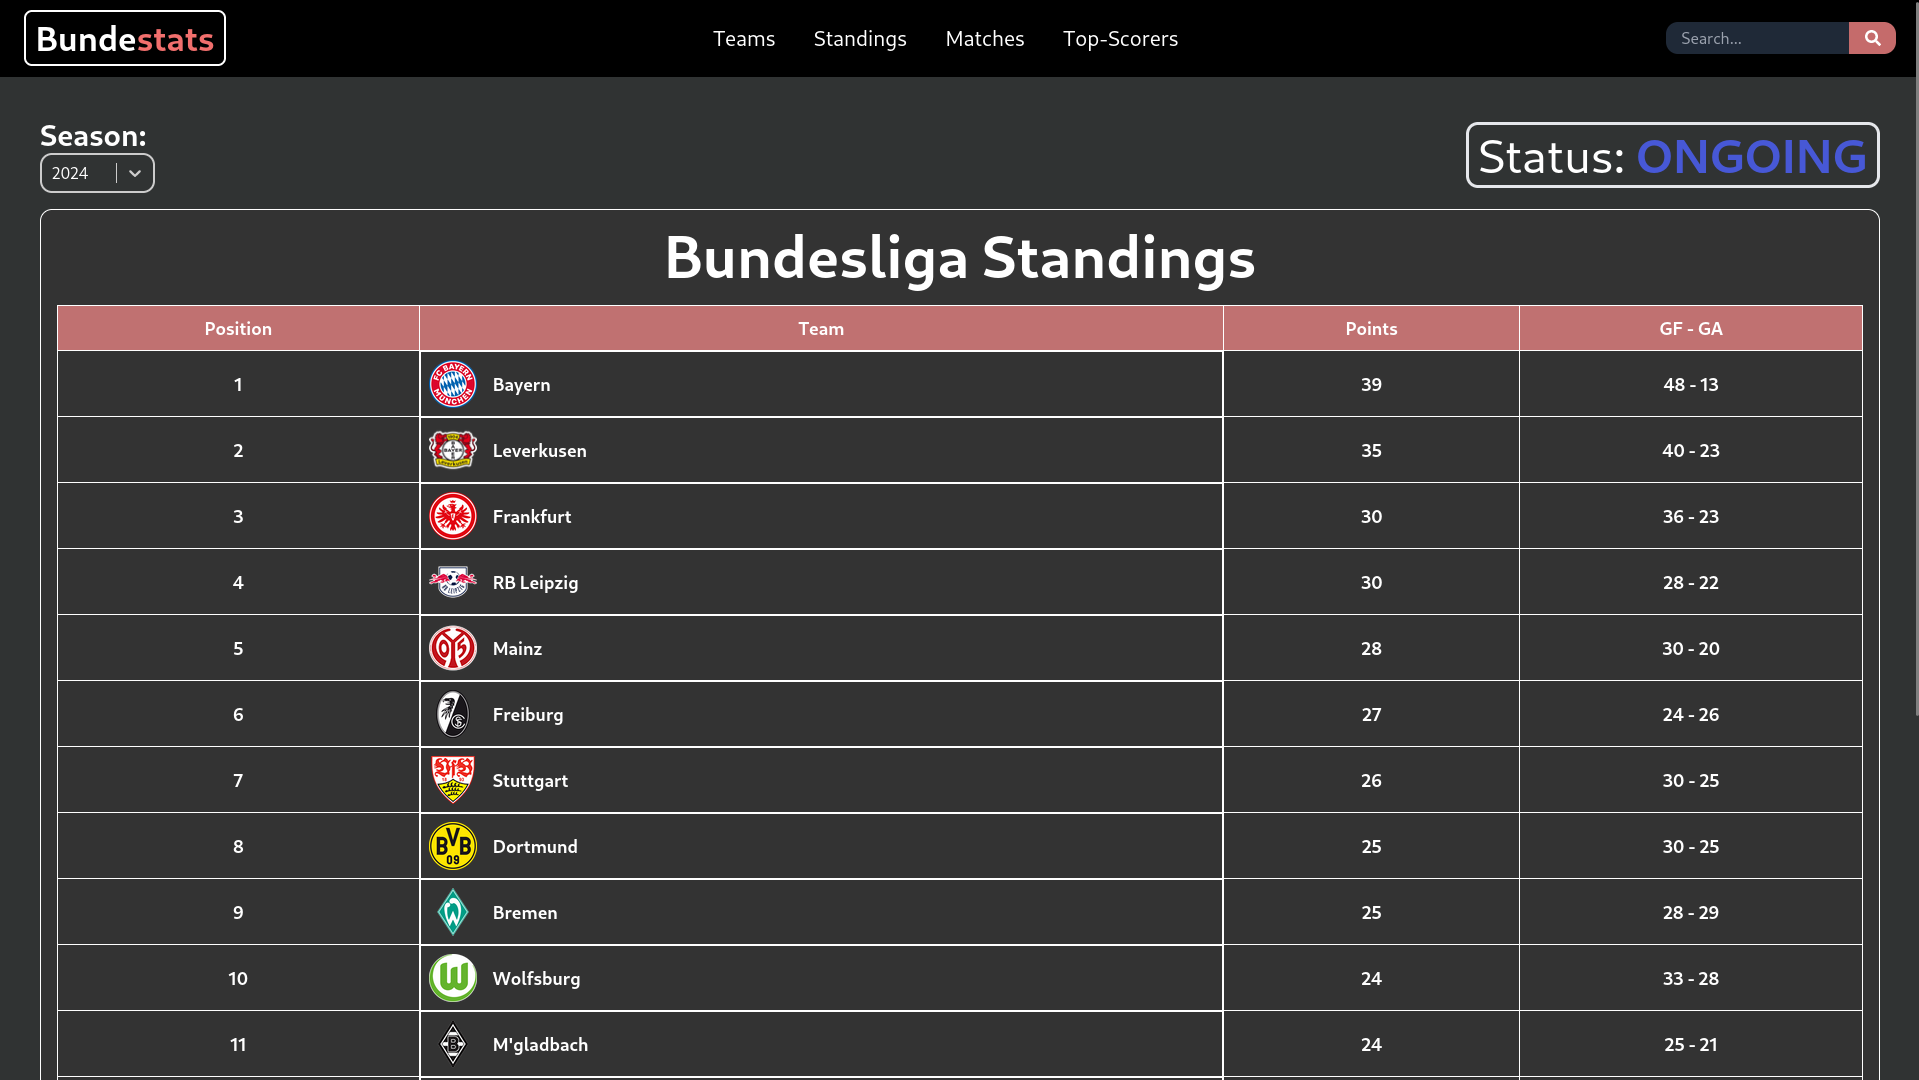 Bundestats
Teams Standings Matches Top-Scorers
Search...
Season:
2024
Status: ONGOING
Bundesliga Standings
Position Team Points GF - GA
1 Bayern 39 48 - 13
2 Leverkusen 35 40 - 23
3 Frankfurt 30 36 - 23
4 RB Leipzig 30 28 - 22
5 Mainz 28 30 - 20
6 Freiburg 27 24 - 26
7 Stuttgart 26 30 - 25
8 Dortmund 25 30 - 25
9 Bremen 25 28 - 29
10 Wolfsburg 24 33 - 28
11 M'gladbach 24 25 - 21